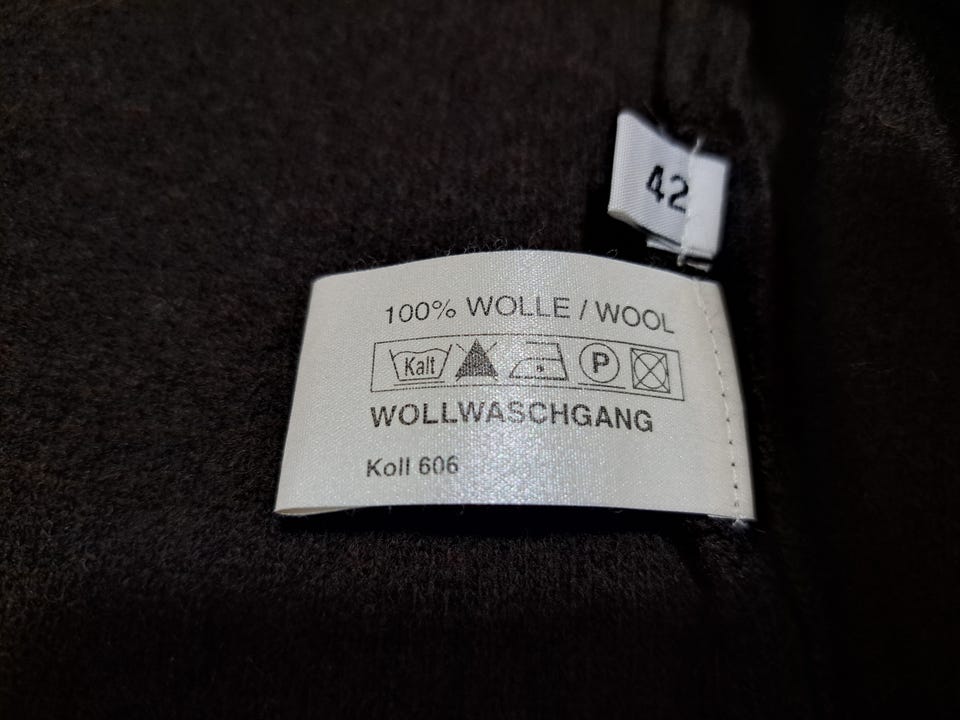 42
100% WOLLE / WOOL
Kalt P
WOLLWASCHGANG
Koll 606